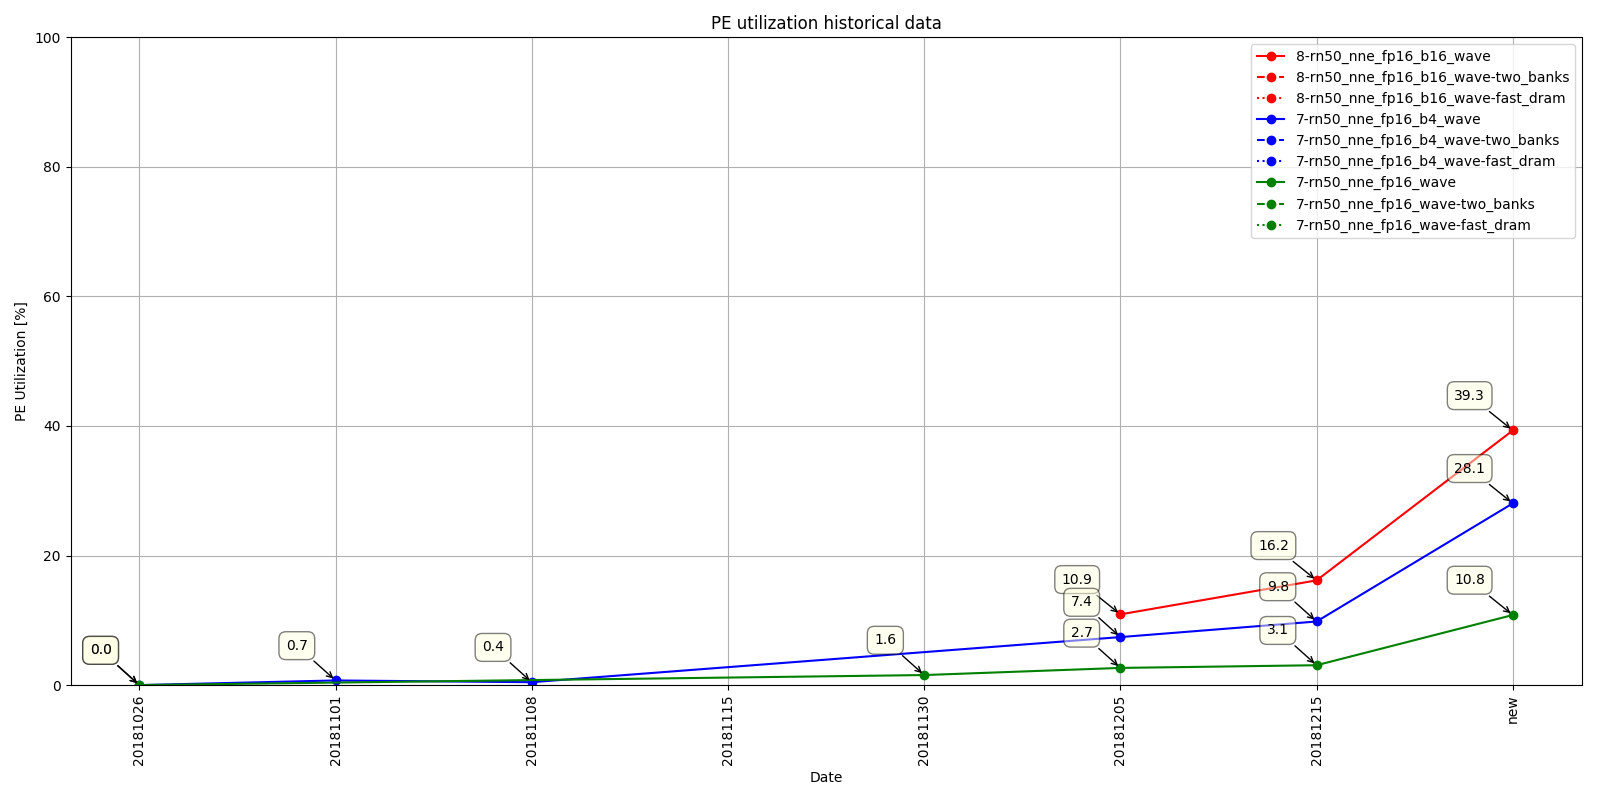 PE utilization historical data
100
80
60
40
20
0
PE Utilization [%]
8-rn50_nne_fp16_b16_wave
8-rn50_nne_fp16_b16_wave-two_banks
8-rn50_nne_fp16_b16_wave-fast_dram
7-rn50_nne_fp16_b4_wave
7-rn50_nne_fp16_b4_wave-two_banks
7-rn50_nne_fp16_b4_wave-fast_dram
7-rn50_nne_fp16_wave
7-rn50_nne_fp16_wave-two_banks
7-rn50_nne_fp16_wave-fast_dram
39.3
28.1
16.2
10.9
9.8
10.8
7.4
2.7
3.1
1.6
0.7
0.4
0.0
20181026
20181101
20181108
20181115
20181130
20181205
20181215
new
Date